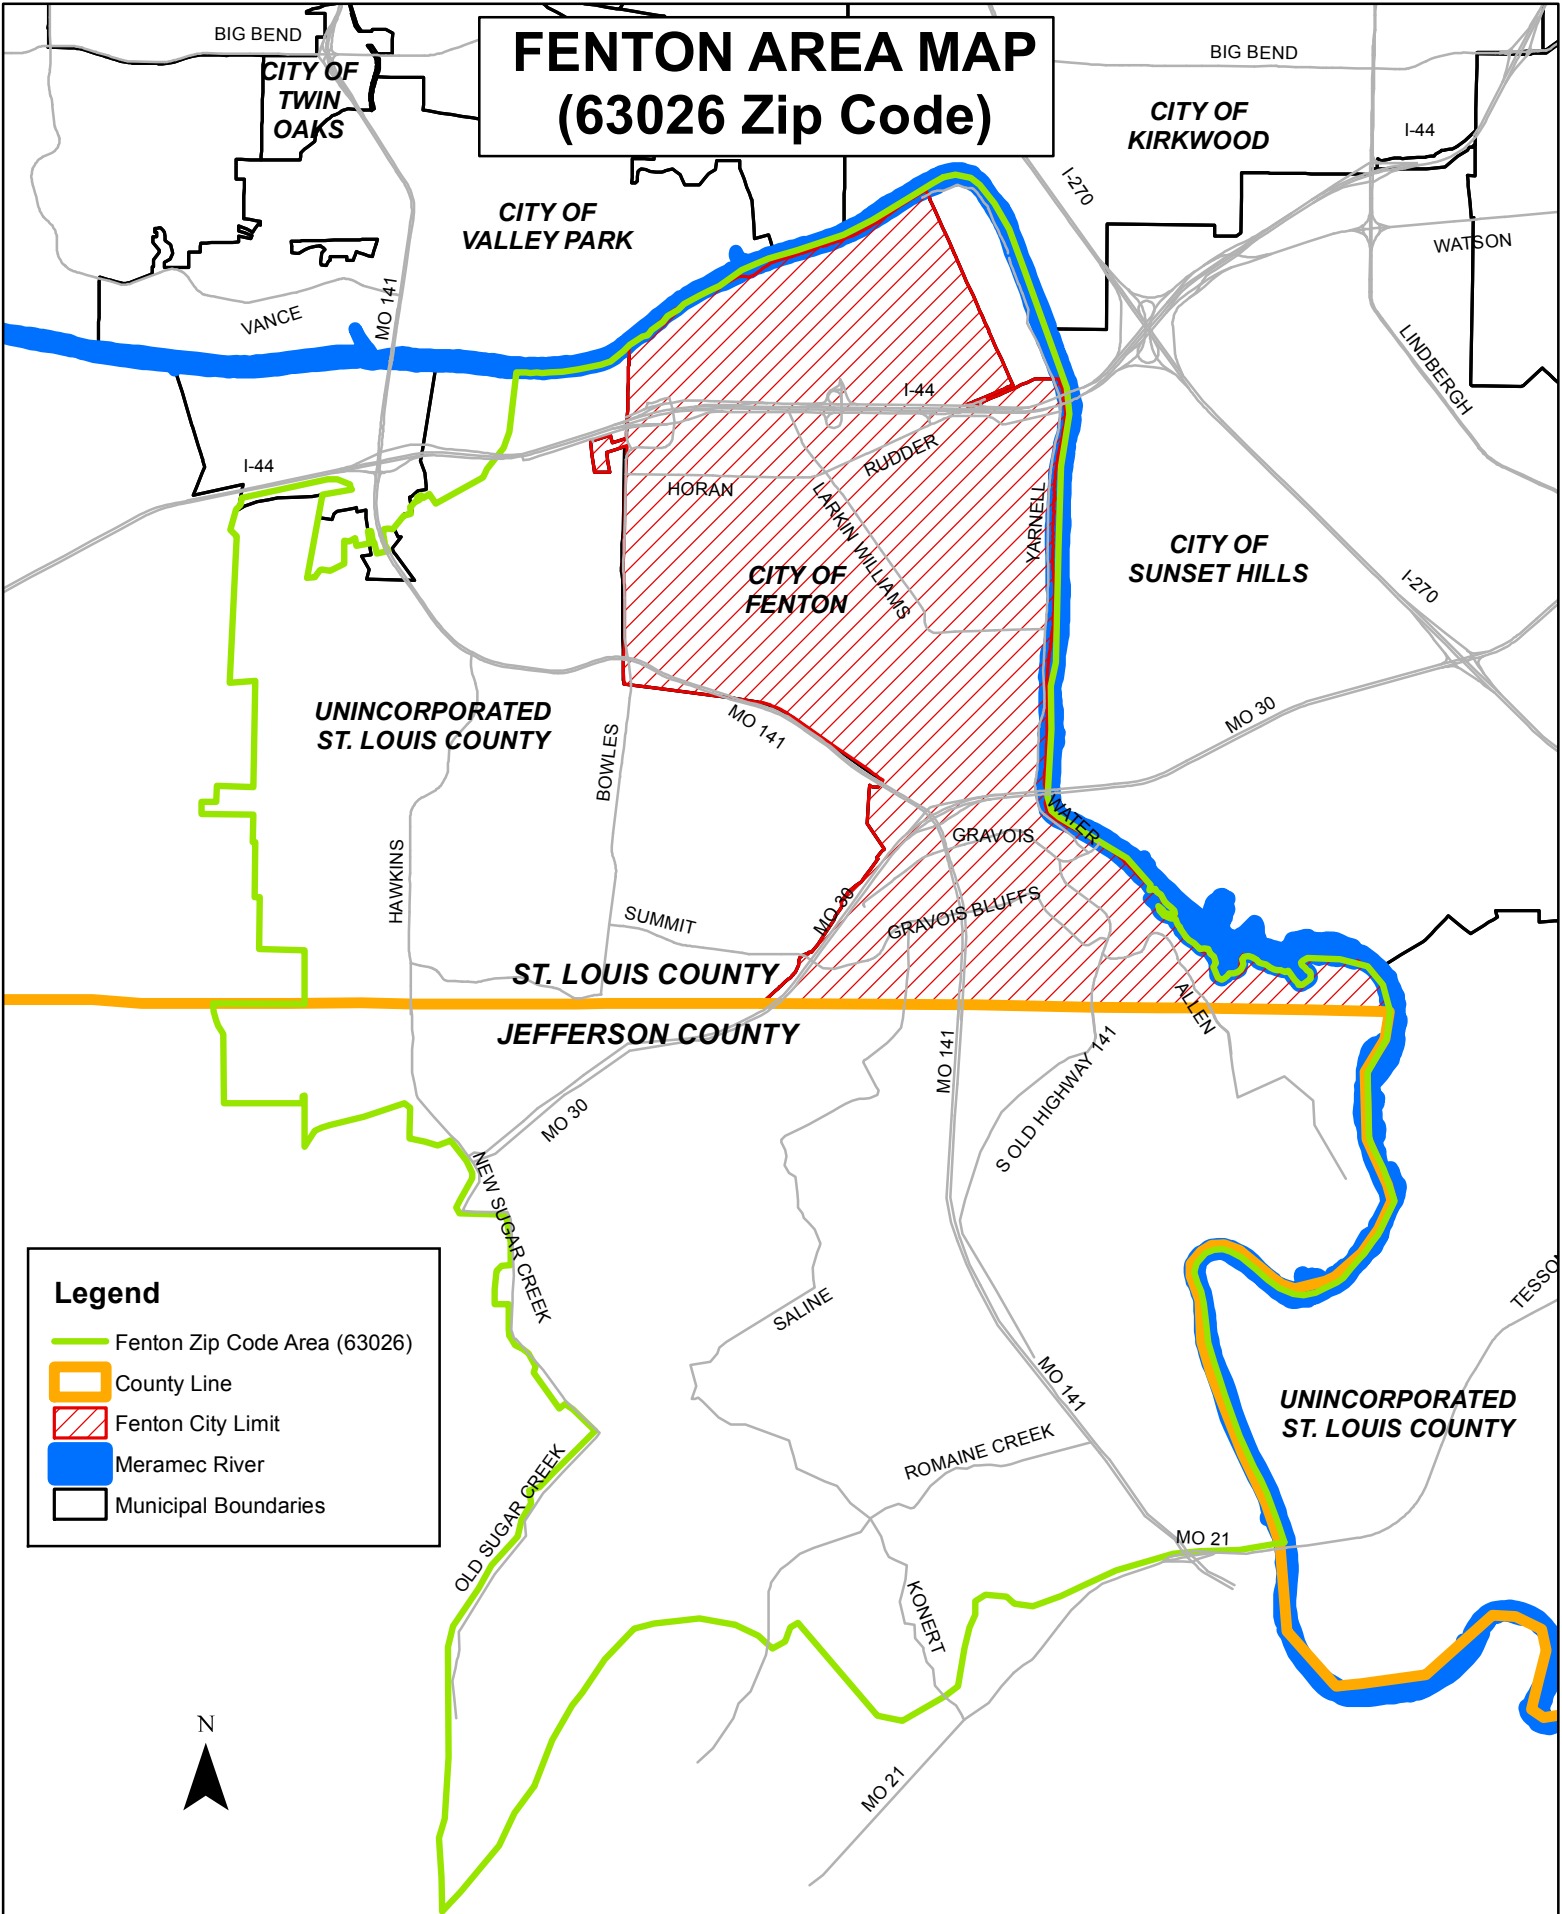 FENTON AREA MAP
(63026 Zip Code)
BIG BEND
BIG BEND
CITY OF
TWIN
OAKS
CITY OF
KIRKWOOD
I-44
I-270
CITY OF
VALLEY PARK
WATSON
MO 141
VANCE
LINDBERGH
I-44
I-44
RUDDER
HORAN
LARKIN WILLIAMS
YARNELL
CITY OF
SUNSET HILLS
CITY OF
FENTON
I-270
UNINCORPORATED
ST. LOUIS COUNTY
MO 141
MO 30
BOWLES
WATER
GRAVOIS
HAWKINS
MO 30
GRAVOIS BLUFFS
SUMMIT
ST. LOUIS COUNTY
ALLEN
JEFFERSON COUNTY
MO 141
S OLD HIGHWAY 141
MO 30
NEW SUGAR CREEK
SALINE
TESSON
Legend
Fenton Zip Code Area (63026)
County Line
Fenton City Limit
Meramec River
Municipal Boundaries
MO 141
UNINCORPORATED
ST. LOUIS COUNTY
ROMAINE CREEK
OLD SUGAR CREEK
MO 21
KONERT
N
MO 21